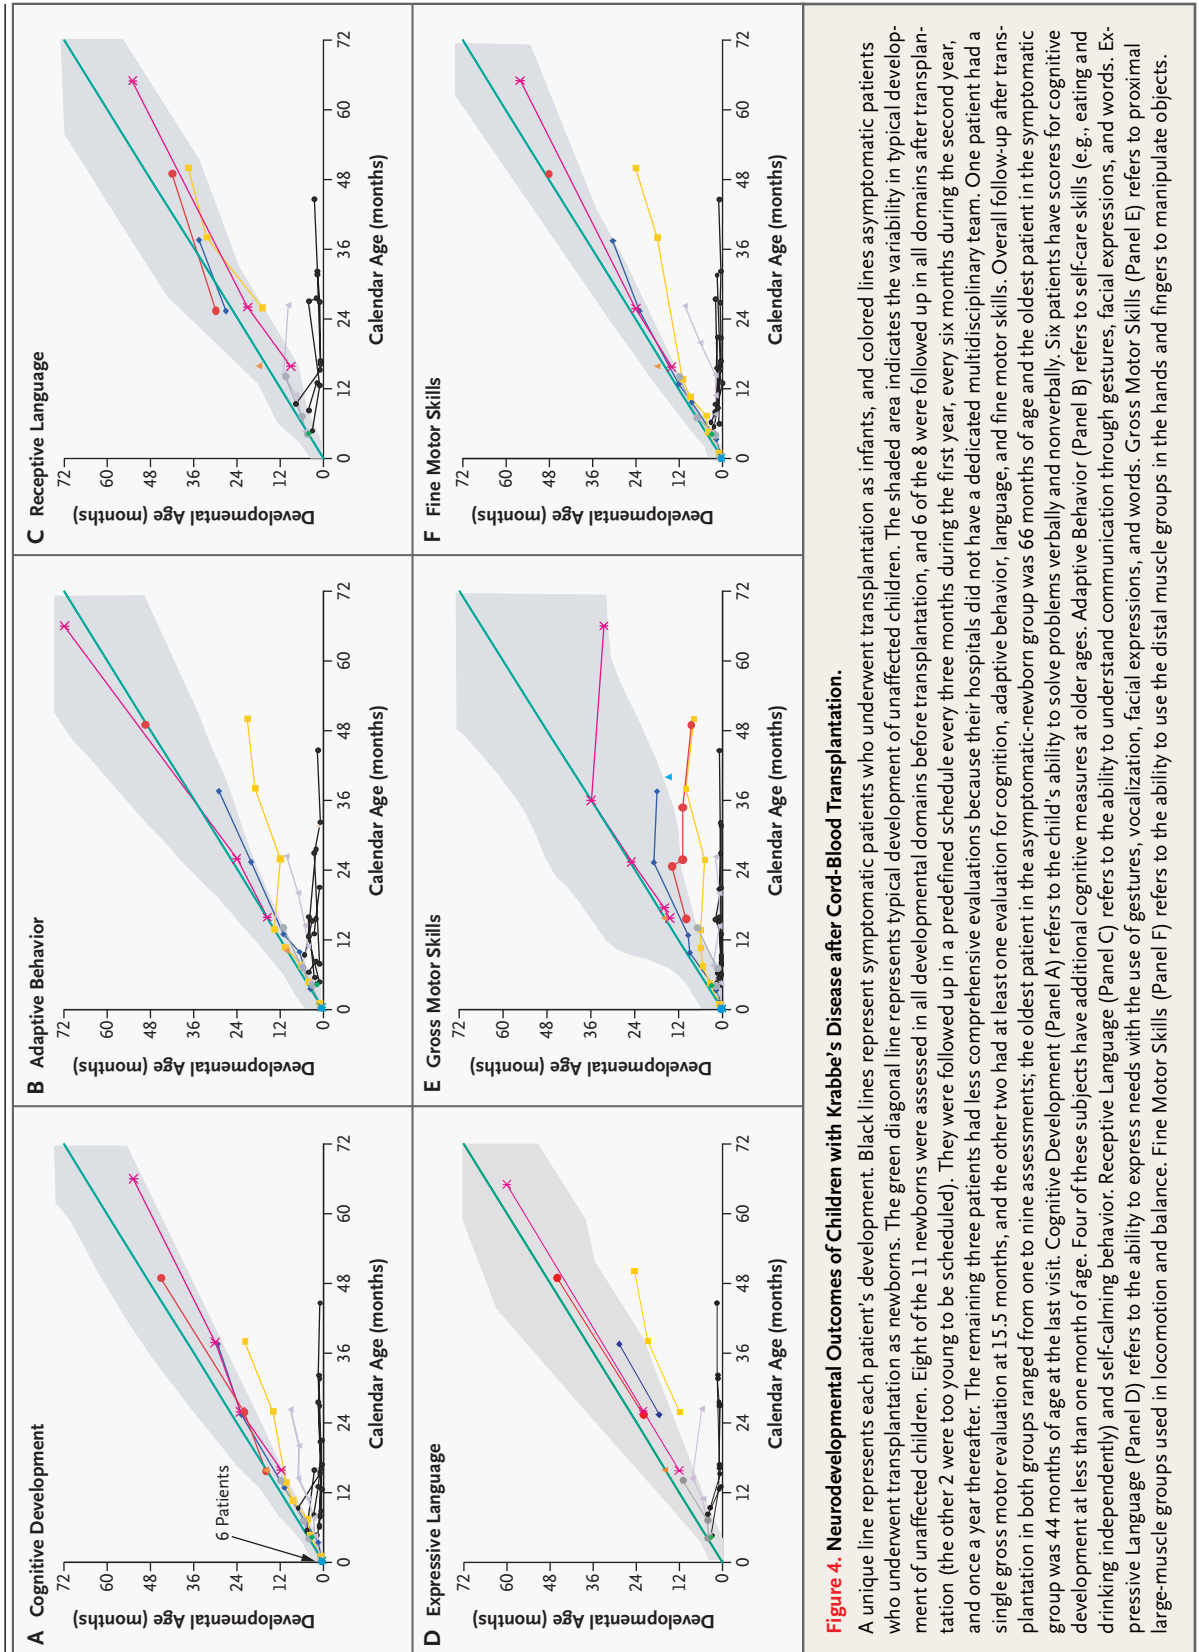 A Cognitive Development
Developmental Age (months)
72
60
48
36
24
12
0
6 Patients
0 12 24 36 48 60 72
Calendar Age (months)
B Adaptive Behavior
Developmental Age (months)
72
60
48
36
24
12
0
0 12 24 36 48 60 72
Calendar Age (months)
C Receptive Language
Developmental Age (months)
72
60
48
36
24
12
0
0 12 24 36 48 60 72
Calendar Age (months)
D Expressive Language
Developmental Age (months)
72
60
48
36
24
12
0
0 12 24 36 48 60 72
Calendar Age (months)
E Gross Motor Skills
Developmental Age (months)
72
60
48
36
24
12
0
0 12 24 36 48 60 72
Calendar Age (months)
F Fine Motor Skills
Developmental Age (months)
72
60
48
36
24
12
0
0 12 24 36 48 60 72
Calendar Age (months)
Figure 4. Neurodevelopmental Outcomes of Children with Krabbe's Disease after Cord-Blood Transplantation.
A unique line represents each patient's development. Black lines represent symptomatic patients who underwent transplantation as infants, and colored lines asymptomatic patients
who underwent transplantation as newborns. The green diagonal line represents typical development of unaffected children. The shaded area indicates the variability in typical develop-
ment of unaffected children. Eight of the 11 newborns were assessed in all developmental domains before transplantation, and 6 of the 8 were followed up in all domains after transplan-
tation (the other 2 were too young to be scheduled). They were followed up in a predefined schedule every three months during the first year, every six months during the second year,
and once a year thereafter. The remaining three patients had less comprehensive evaluations because their hospitals did not have a dedicated multidisciplinary team. One patient had a
single gross motor evaluation at 15.5 months, and the other two had at least one evaluation for cognition, adaptive behavior, language, and fine motor skills. Overall follow-up after trans-
plantation in both groups ranged from one to nine assessments; the oldest patient in the asymptomatic-newborn group was 66 months of age and the oldest patient in the symptomatic
group was 44 months of age at the last visit. Cognitive Development (Panel A) refers to the child's ability to solve problems verbally and nonverbally. Six patients have scores for cognitive
development at less than one month of age. Four of these subjects have additional cognitive measures at older ages. Adaptive Behavior (Panel B) refers to self-care skills (e.g., eating and
drinking independently) and self-calming behavior. Receptive Language (Panel C) refers to the ability to understand communication through gestures, facial expressions, and words. Ex-
pressive Language (Panel D) refers to the ability to express needs with the use of gestures, vocalization, facial expressions, and words. Gross Motor Skills (Panel E) refers to proximal
large-muscle groups used in locomotion and balance. Fine Motor Skills (Panel F) refers to the ability to use the distal muscle groups in the hands and fingers to manipulate objects.